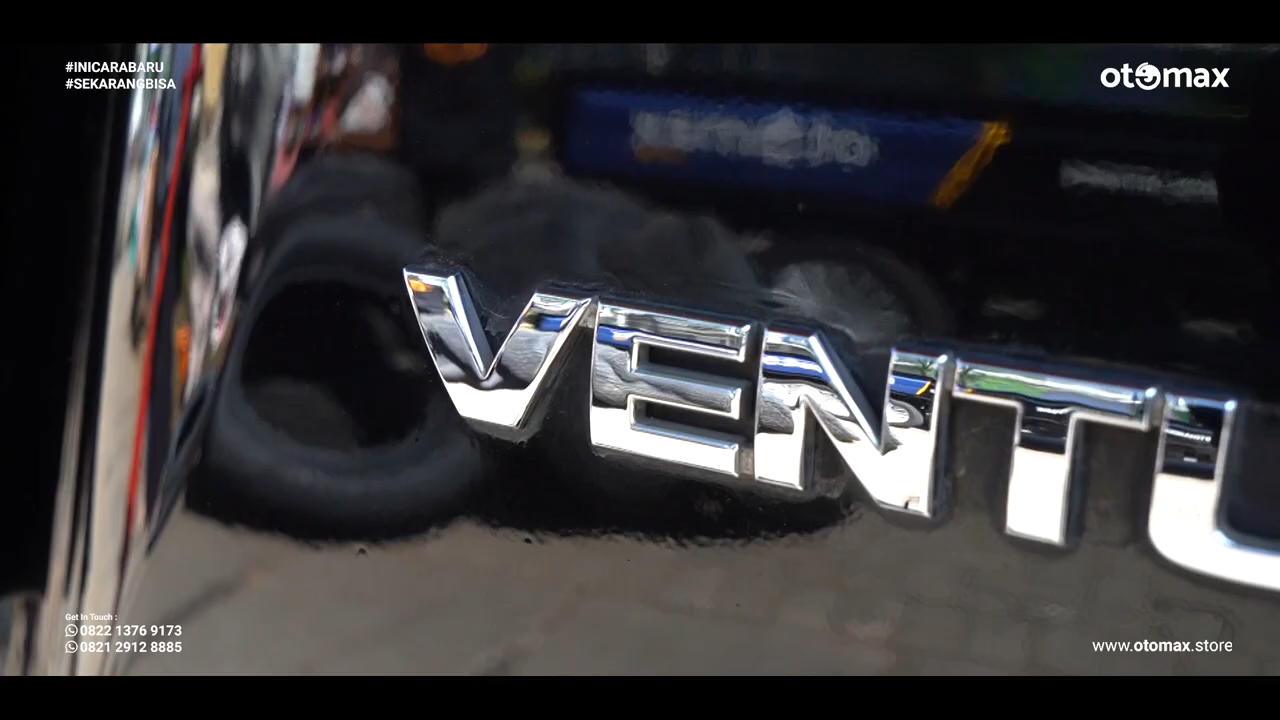 #INICARABARU
#SEKARANGBISA
otomax
VENTU
Get In Touch :
0822 1376 9173
0821 2912 8885
www.otomax.store